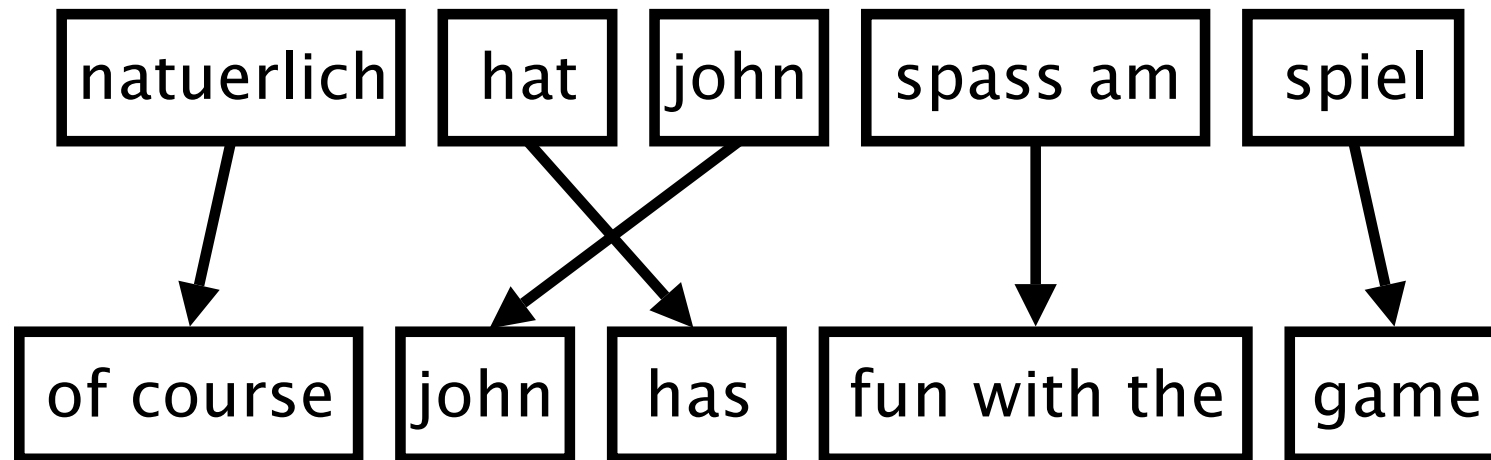 natuerlich hat john spass am spiel
of course john has fun with the game